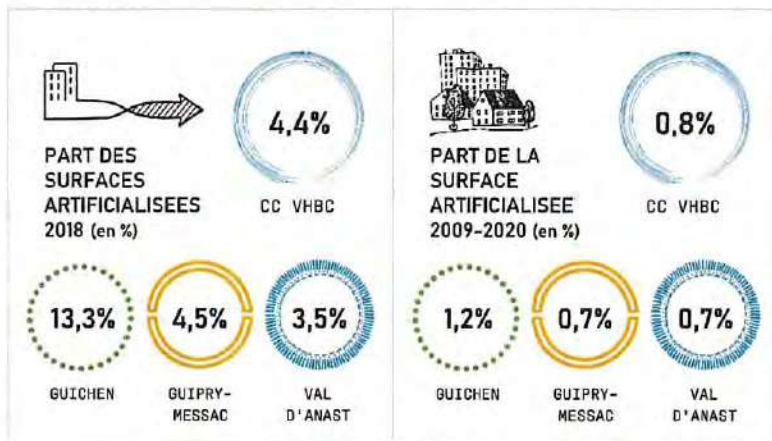 4,4%
PART DES
SURFACES
ARTIFICIALISEES
2018 (en %)
CC VHBC
13,3%
4,5%
3,5%
GUICHEN
GUIPRY-
MESSAC
VAL
D'ANAST
0,8%
PART DE LA
SURFACE
ARTIFICIALISEE
2009-2020 (en %)
CC VHBC
1,2%
0,7%
0,7%
GUICHEN
GUIPRY-
MESSAC
VAL
D'ANAST